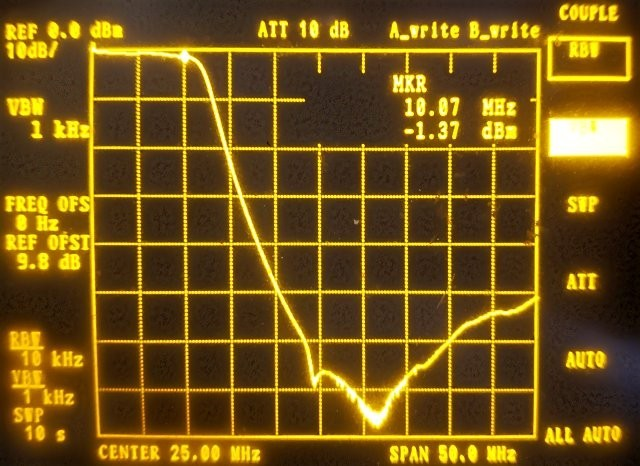 REF 0.0 dBm
ATT 10 dB
A_write B_write
COUPLE
10dB/
RBW
MKR
10.07 MHz
-1.37 dBm
VBW
1 kHz
SWP
FREQ OFS
0 Hz
REF OFST
9.8 dB
ATT
RBW
10 kHz
VBW
1 kHz
SWP
10 s
AUTO
ALL AUTO
CENTER 25.00 MHz
SPAN 50.0 MHz